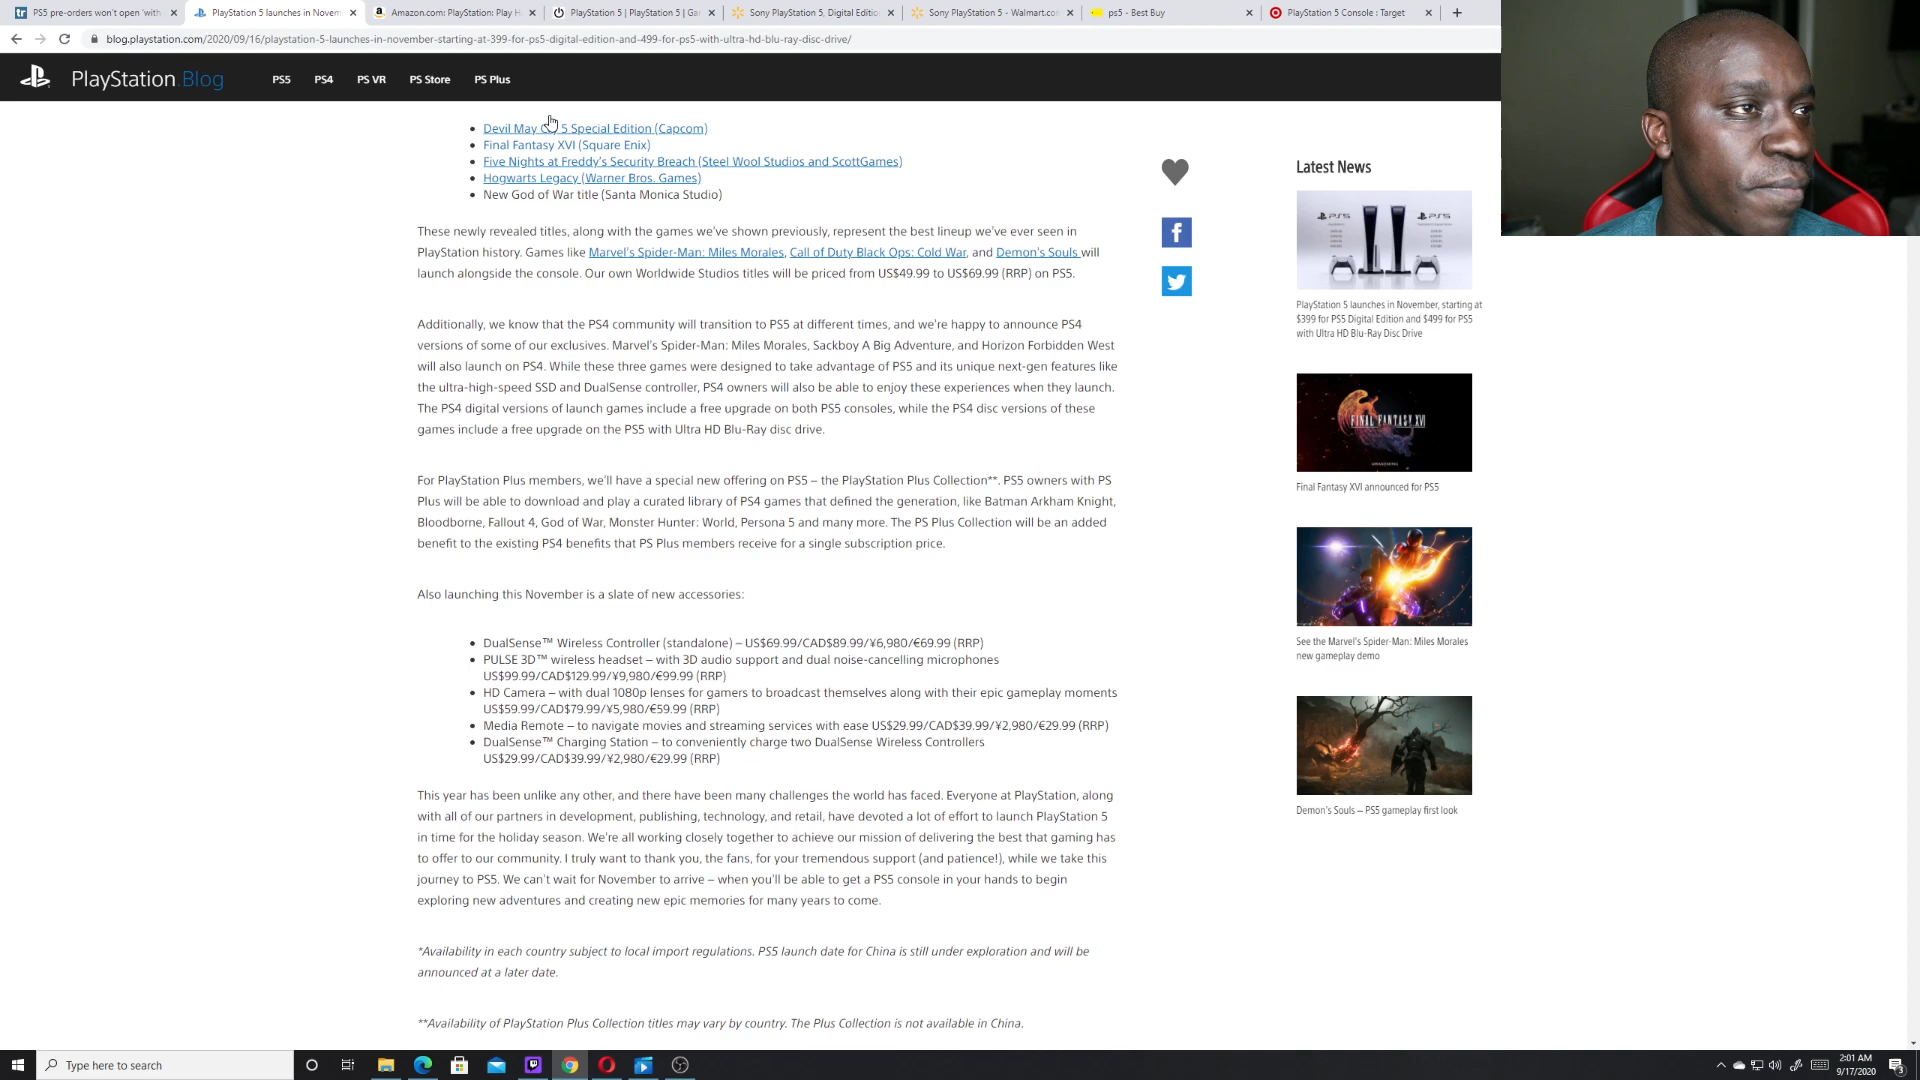 PS5 pre-orders won't open 'with
PlayStation 5 launches in Novem
Amazon.com: PlayStation: Play H
PlayStation 5 | PlayStation 5 | Ga
Sony PlayStation 5, Digital Editio
Sony PlayStation 5 - Walmart.co
ps5 - Best Buy
PlayStation 5 Console : Target
blog.playstation.com/2020/09/16/playstation-5-launches-in-november-starting-at-399-for-ps5-digital-edition-and-499-for-ps5-with-ultra-hd-blu-ray-disc-drive/
PlayStation.Blog
PS5 PS4 PS VR PS Store PS Plus
Devil May 5 Special Edition (Capcom)
Final Fantasy XVI (Square Enix)
Five Nights at Freddy's Security Breach (Steel Wool Studios and ScottGames)
Hogwarts Legacy (Warner Bros. Games)
New God of War title (Santa Monica Studio)
These newly revealed titles, along with the games we've shown previously, represent the best lineup we've ever seen in
PlayStation history. Games like Marvel's Spider-Man: Miles Morales, Call of Duty Black Ops: Cold War, and Demon's Souls will
launch alongside the console. Our own Worldwide Studios titles will be priced from US$49.99 to US$69.99 (RRP) on PS5.
Additionally, we know that the PS4 community will transition to PS5 at different times, and we're happy to announce PS4
versions of some of our exclusives. Marvel's Spider-Man: Miles Morales, Sackboy A Big Adventure, and Horizon Forbidden West
will also launch on PS4. While these three games were designed to take advantage of PS5 and its unique next-gen features like
the ultra-high-speed SSD and DualSense controller, PS4 owners will also be able to enjoy these experiences when they launch.
The PS4 digital versions of launch games include a free upgrade on both PS5 consoles, while the PS4 disc versions of these
games include a free upgrade on the PS5 with Ultra HD Blu-Ray disc drive.
For PlayStation Plus members, we'll have a special new offering on PS5 – the PlayStation Plus Collection**. PS5 owners with PS
Plus will be able to download and play a curated library of PS4 games that defined the generation, like Batman Arkham Knight,
Bloodborne, Fallout 4, God of War, Monster Hunter: World, Persona 5 and many more. The PS Plus Collection will be an added
benefit to the existing PS4 benefits that PS Plus members receive for a single subscription price.
Also launching this November is a slate of new accessories:
DualSense™ Wireless Controller (standalone) – US$69.99/CAD$89.99/¥6,980/€69.99 (RRP)
PULSE 3D™ wireless headset – with 3D audio support and dual noise-cancelling microphones
US$99.99/CAD$129.99/¥9,980/€99.99 (RRP)
HD Camera – with dual 1080p lenses for gamers to broadcast themselves along with their epic gameplay moments
US$59.99/CAD$79.99/¥5,980/€59.99 (RRP)
Media Remote – to navigate movies and streaming services with ease US$29.99/CAD$39.99/¥2,980/€29.99 (RRP)
DualSense™ Charging Station – to conveniently charge two DualSense Wireless Controllers
US$29.99/CAD$39.99/¥2,980/€29.99 (RRP)
This year has been unlike any other, and there have been many challenges the world has faced. Everyone at PlayStation, along
with all of our partners in development, publishing, technology, and retail, have devoted a lot of effort to launch PlayStation 5
in time for the holiday season. We're all working closely together to achieve our mission of delivering the best that gaming has
to offer to our community. I truly want to thank you, the fans, for your tremendous support (and patience!), while we take this
journey to PS5. We can't wait for November to arrive – when you'll be able to get a PS5 console in your hands to begin
exploring new adventures and creating new epic memories for many years to come.
*Availability in each country subject to local import regulations. PS5 launch date for China is still under exploration and will be
announced at a later date.
**Availability of PlayStation Plus Collection titles may vary by country. The Plus Collection is not available in China.
Latest News
PS5 PS5
PlayStation 5 launches in November, starting at
$399 for PS5 Digital Edition and $499 for PS5
with Ultra HD Blu-Ray Disc Drive
FINAL FANTASY XVI
Final Fantasy XVI announced for PS5
See the Marvel's Spider-Man: Miles Morales
new gameplay demo
Demon's Souls – PS5 gameplay first look
Type here to search
2:01 AM
9/17/2020
3